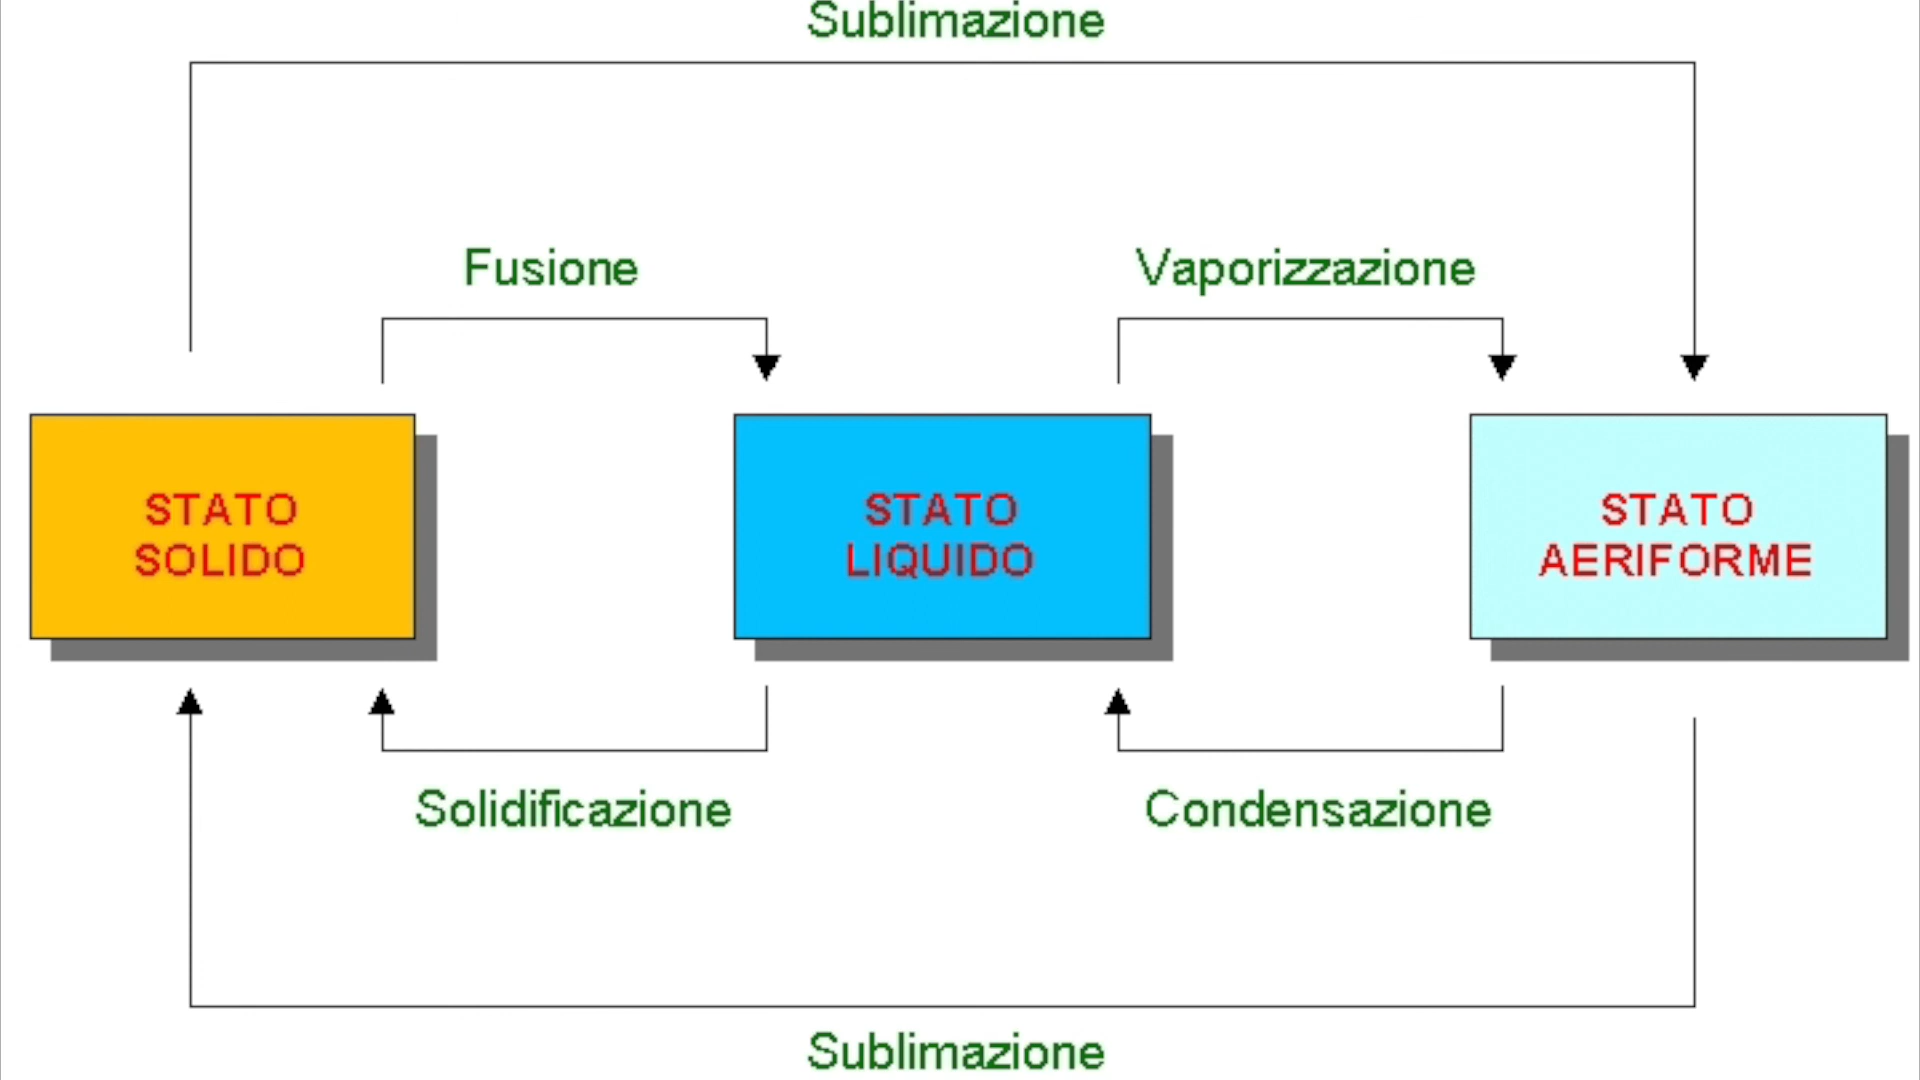 Sublimazione
Fusione
Vaporizzazione
STATO
SOLIDO
STATO
LIQUIDO
STATO
AERIFORME
Solidificazione
Condensazione
Sublimazione